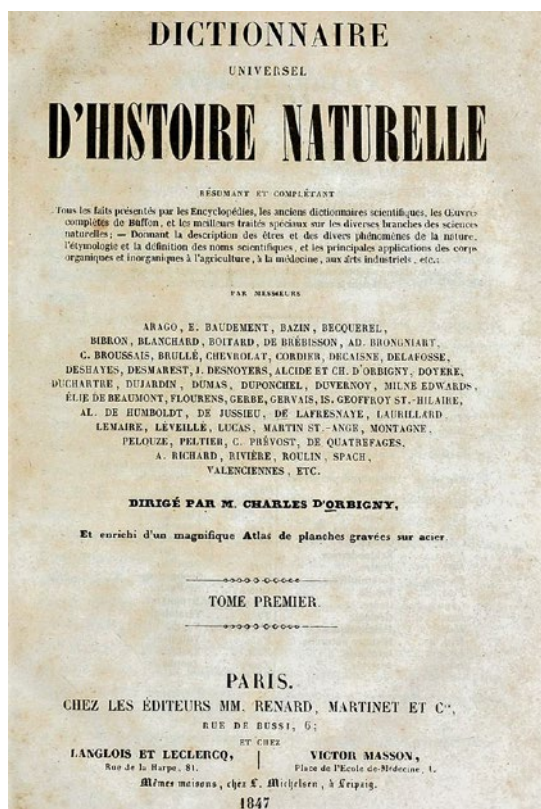 DICTIONNAIRE
UNIVERSEL
D'HISTOIRE NATURELLE
RÉSUMANT ET COMPLÉTANT
Tous les faits présentés par les Encyclopédies, les anciens dictionnaires scientifiques, les Œuvres
complètes de Buffon, et les meilleurs traités spéciaux sur les diverses branches des sciences
naturelles; — Donnant la description des êtres et des divers phénomènes de la nature,
l'étymologie et la définition des noms scientifiques, et les principales applications des corps
organiques et inorganiques à l'agriculture, à la médecine, aux arts industriels, etc.;
PAR MESSIEURS
ARAGO, E. BAUDEMENT, BAZIN, BECQUEREL,
BIBRON, BLANCHARD, BOITARD, DE BRÉBISSON, AD. BRONGNIART,
C. BROUSSAIS, BRULLÉ, CHEVROLAT, CORDIER, DECAISNE, DELAFOSSE,
DESHAYES, DESMAREST, J. DESNOYERS, ALCIDE ET CH. D'ORBIGNY, DOYÈRE,
DUCHARTRE, DUJARDIN, DUMAS, DUPONCHEL, DUVERNOY, MILNE EDWARDS,
ÉLIE DE BEAUMONT, FLOURENS, GERBE, GERVAIS, IS. GEOFFROY ST.-HILAIRE,
AL. DE HUMBOLDT, DE JUSSIEU, DE LAFRESNAYE, LAURILLARD,
LEMAIRE, LÉVEILLÉ, LUCAS, MARTIN ST.-ANGE, MONTAGNE,
PELOUZE, PELTIER, C. PRÉVOST, DE QUATREFAGES,
A. RICHARD, RIVIÈRE, ROULIN, SPACH,
VALENCIENNES, ETC.
DIRIGÉ PAR M. CHARLES D'ORBIGNY,
Et enrichi d'un magnifique Atlas de planches gravées sur acier.
TOME PREMIER.
PARIS.
CHEZ LES ÉDITEURS MM. RENARD, MARTINET ET Cie,
RUE DE BUSSI, 6;
ET CHEZ
LANGLOIS ET LECLERCQ, VICTOR MASSON,
Rue de la Harpe, 81. Place de l'Ecole-de-Médecine, 1.
Mêmes maisons, chez L. Michelsen, à Leipzig.
1847